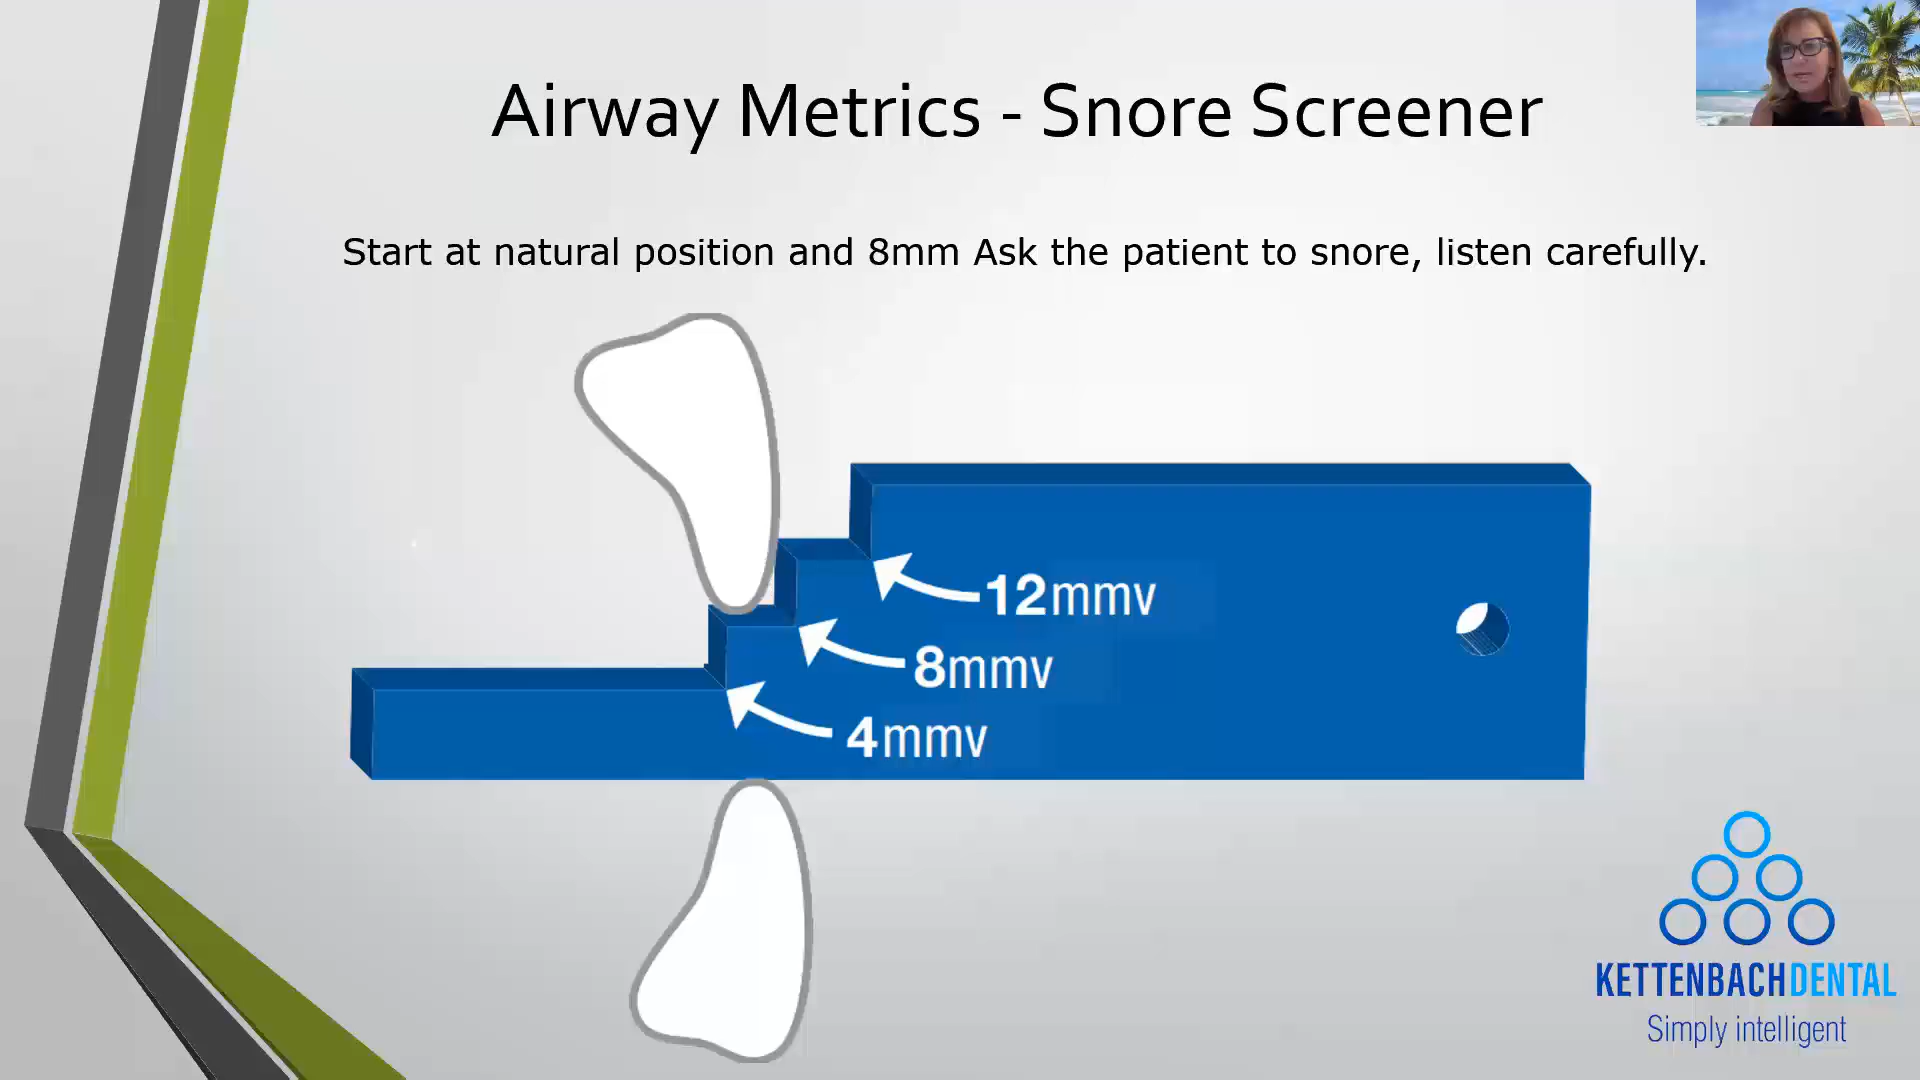 Airway Metrics - Snore Screener
Start at natural position and 8mm Ask the patient to snore, listen carefully.
12mmv
8mmv
4mmv
KETTENBACHDENTAL
Simply intelligent